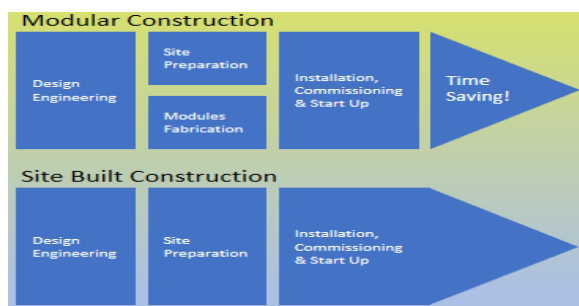 Modular Construction
Design
Engineering
Site
Preparation
Modules
Fabrication
Installation,
Commissioning
& Start Up
Time
Saving!
Site Built Construction
Design
Engineering
Site
Preparation
Installation,
Commissioning
& Start Up